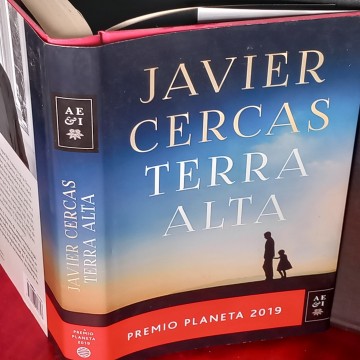 JAVIER
CERCAS
TERRA
ALTA
PREMIO PLANETA 2019
AE
&I
AE
&I
JAVIER CERCAS
TERRA ALTA
PREMIO
PLANETA
2019